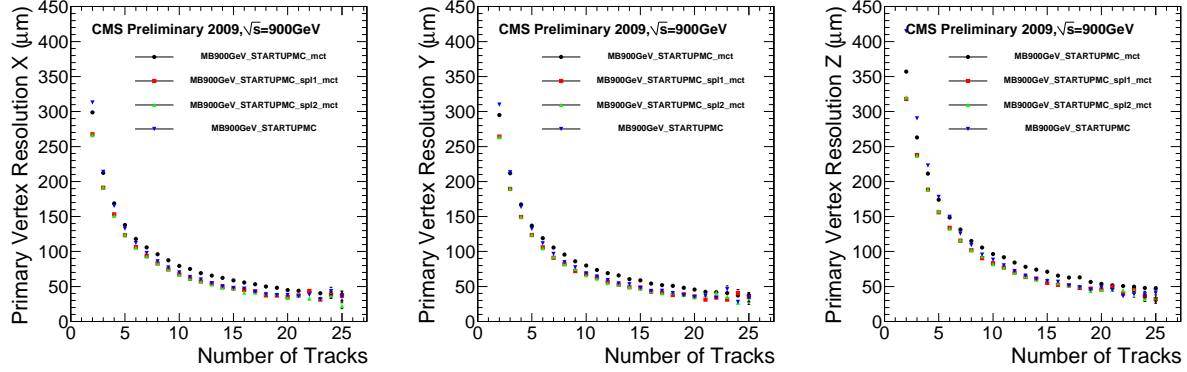 CMS Preliminary 2009,√s=900GeV
MB900GeV_STARTUPMC_mct
MB900GeV_STARTUPMC_spl1_mct
MB900GeV_STARTUPMC_spl2_mct
MB900GeV_STARTUPMC
Primary Vertex Resolution X (μm)
450
400
350
300
250
200
150
100
50
0
0 5 10 15 20 25
Number of Tracks
CMS Preliminary 2009,√s=900GeV
MB900GeV_STARTUPMC_mct
MB900GeV_STARTUPMC_spl1_mct
MB900GeV_STARTUPMC_spl2_mct
MB900GeV_STARTUPMC
Primary Vertex Resolution Y (μm)
450
400
350
300
250
200
150
100
50
0
0 5 10 15 20 25
Number of Tracks
CMS Preliminary 2009,√s=900GeV
MB900GeV_STARTUPMC_mct
MB900GeV_STARTUPMC_spl1_mct
MB900GeV_STARTUPMC_spl2_mct
MB900GeV_STARTUPMC
Primary Vertex Resolution Z (μm)
450
400
350
300
250
200
150
100
50
0
0 5 10 15 20 25
Number of Tracks